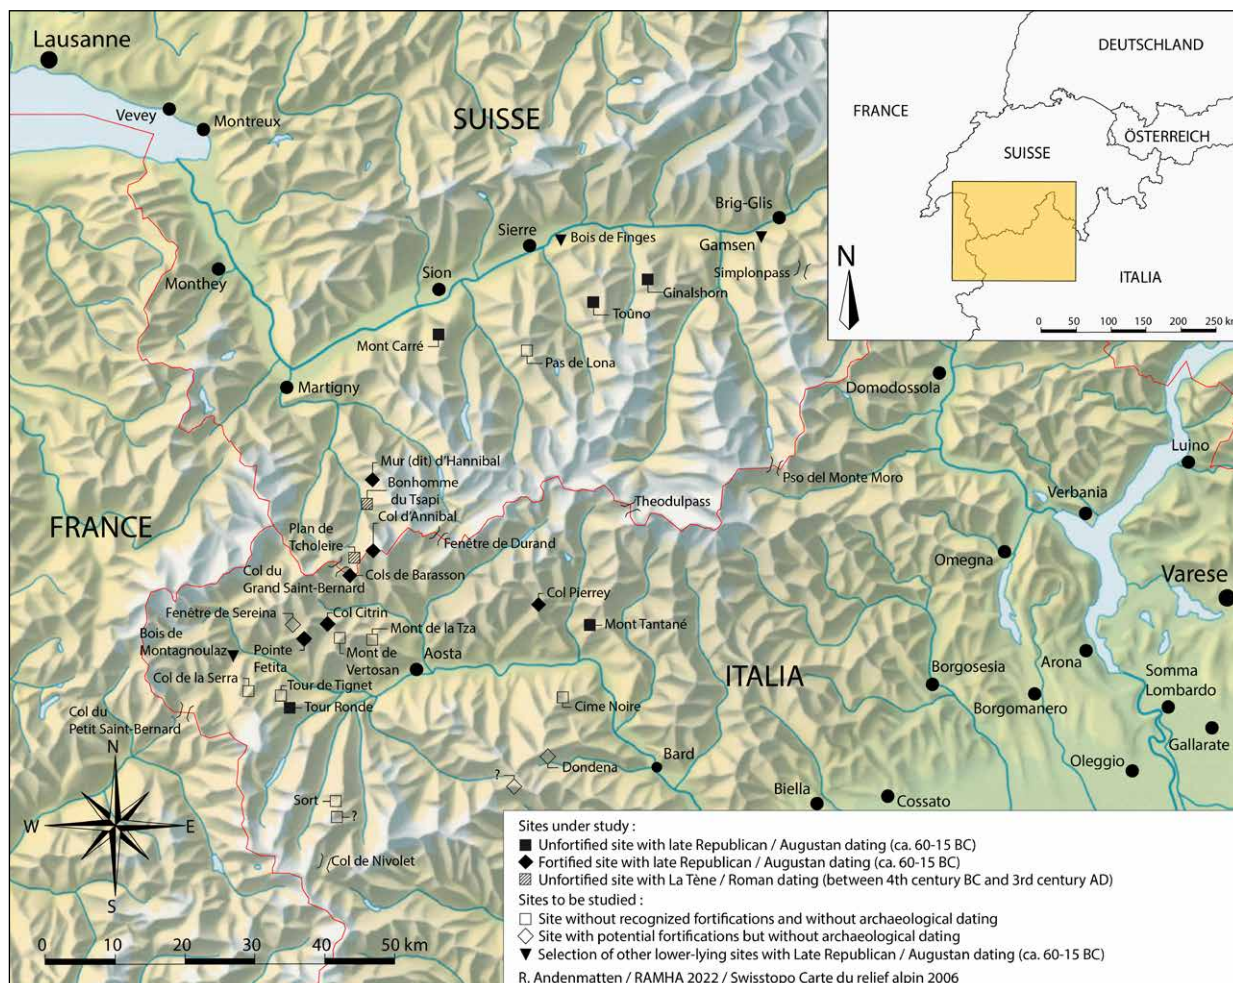 Lausanne
Vevey
Montreux
SUISSE
Monthey
Sion
Sierre
Bois de Finges
Brig-Glis
Gamsen
Simplonpass
Ginalshorn
Toûno
Mont Carré
Pas de Lona
Martigny
Domodossola
Luino
Pso del Monte Moro
Verbania
Mur (dit) d'Hannibal
Bonhomme
du Tsapi
Col d'Annibal
Theodulpass
FRANCE
Plan de
Tcholeire
Fenêtre de Durand
Omegna
Varese
Col du
Grand Saint-Bernard
Cols de Barasson
Col Pierrey
Fenêtre de Sereina
Col Citrin
Mont de la Tza
Mont Tantané
Bois de
Montagnoulaz
Pointe
Fetita
Mont de
Vertosan
Aosta
ITALIA
Borgosesia
Arona
Somma
Lombardo
Col de la Serra
Tour de Tignet
Tour Ronde
Cime Noire
Borgomanero
Gallarate
Col du
Petit Saint-Bernard
Bard
Dondena
?
Oleggio
Biella
Cossato
Sort
?
Col de Nivolet
N
W
E
S
0 10 20 30 40 50 km
DEUTSCHLAND
FRANCE
ÖSTERREICH
SUISSE
ITALIA
N
0 50 100 150 200 250 km
Sites under study :
Unfortified site with late Republican / Augustan dating (ca. 60-15 BC)
Fortified site with late Republican / Augustan dating (ca. 60-15 BC)
Unfortified site with La Tène / Roman dating (between 4th century BC and 3rd century AD)
Sites to be studied :
Site without recognized fortifications and without archaeological dating
Site with potential fortifications but without archaeological dating
Selection of other lower-lying sites with Late Republican / Augustan dating (ca. 60-15 BC)
R. Andenmatten / RAMHA 2022 / Swisstopo Carte du relief alpin 2006